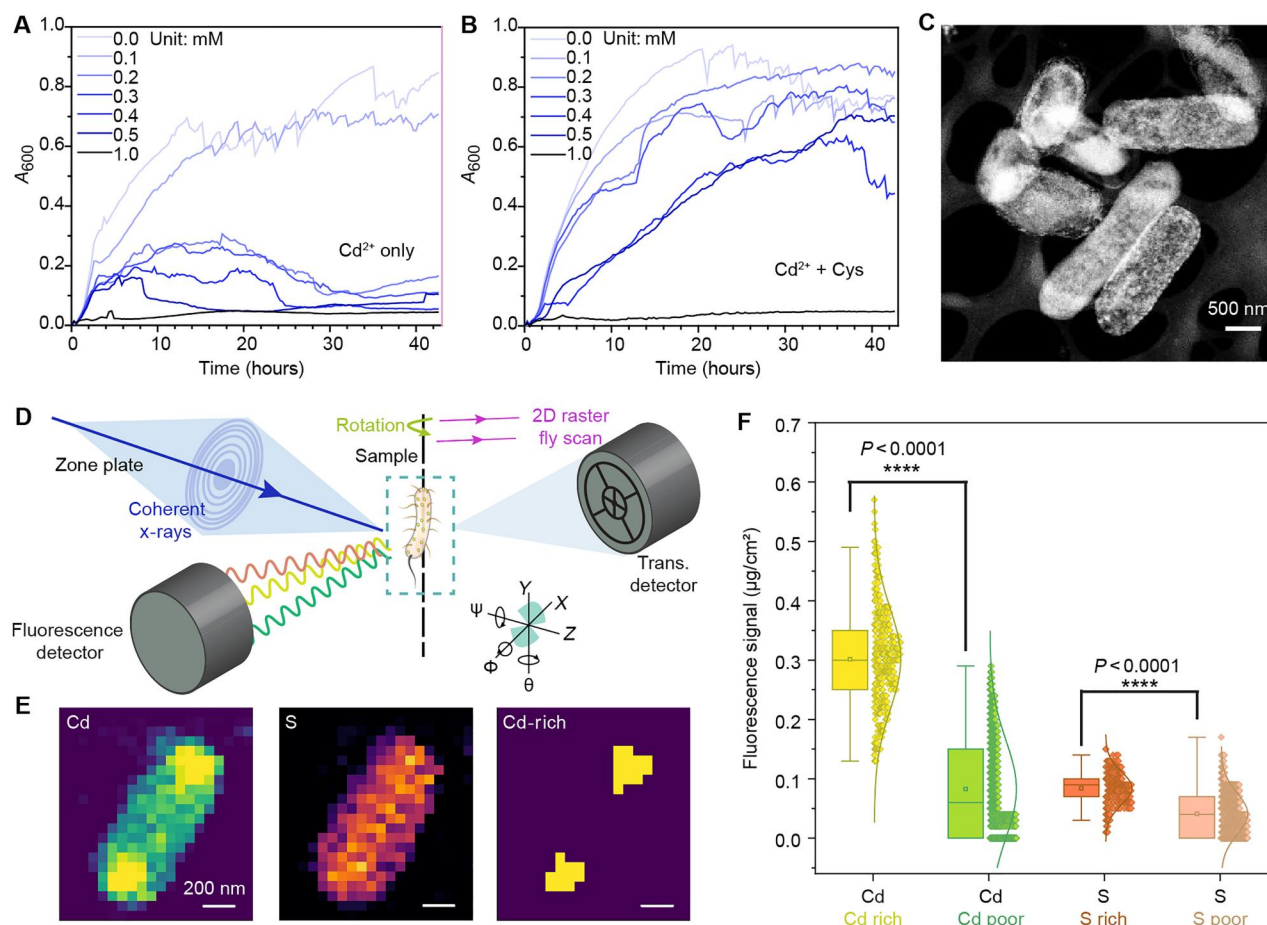 A
1.0
0.8
0.6
0.4
0.2
0.0
A600
0.0 Unit: mM
0.1
0.2
0.3
0.4
0.5
1.0
Cd²⁺ only
0 10 20 30 40
Time (hours)
B
1.0
0.8
0.6
0.4
0.2
0.0
A600
0.0 Unit: mM
0.1
0.2
0.3
0.4
0.5
1.0
Cd²⁺ + Cys
0 10 20 30 40
Time (hours)
C
500 nm
D
Zone plate
Coherent
x-rays
Fluorescence
detector
Rotation
Sample
2D raster
fly scan
Trans.
detector
Y
X
Z
Ψ
Φ
θ
E
Cd
200 nm
S
Cd-rich
F
0.7
0.6
0.5
0.4
0.3
0.2
0.1
0.0
Fluorescence signal (µg/cm²)
P < 0.0001
****
P < 0.0001
****
Cd Cd S S
Cd rich Cd poor S rich S poor